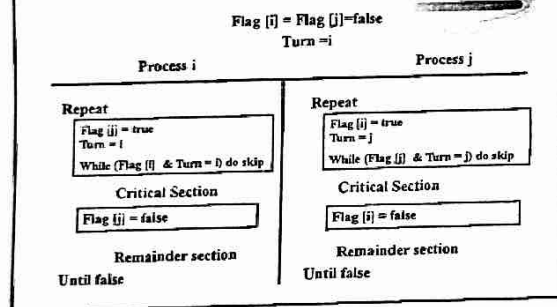 Flag [i] = Flag [j]=false
Turn =i
Process i
Repeat
Flag [j] = true
Turn = i
While (Flag [i] & Turn = i) do skip
Critical Section
Flag [j] = false
Remainder section
Until false
Process j
Repeat
Flag [i] = true
Turn = j
While (Flag [j] & Turn = j) do skip
Critical Section
Flag [i] = false
Remainder section
Until false